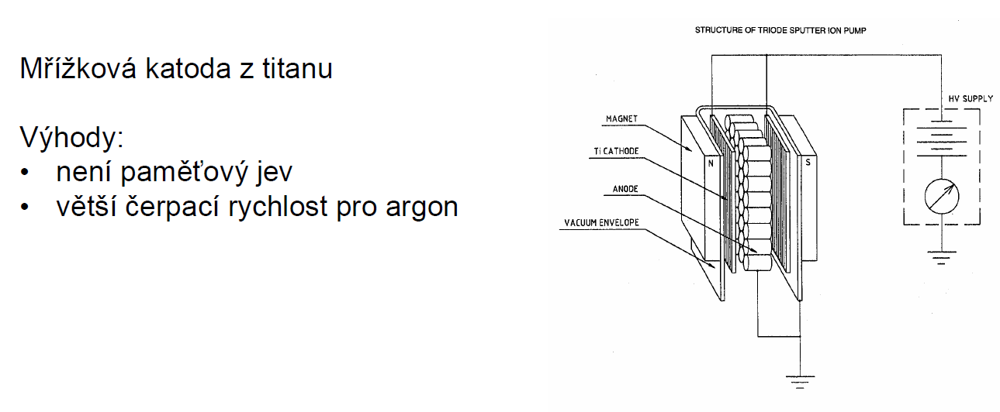 Mřížková katoda z titanu
Výhody:
• není paměťový jev
• větší čerpací rychlost pro argon
STRUCTURE OF TRIODE SPUTTER ION PUMP
HV SUPPLY
MAGNET
Ti CATHODE
ANODE
VACUUM ENVELOPE
N
S